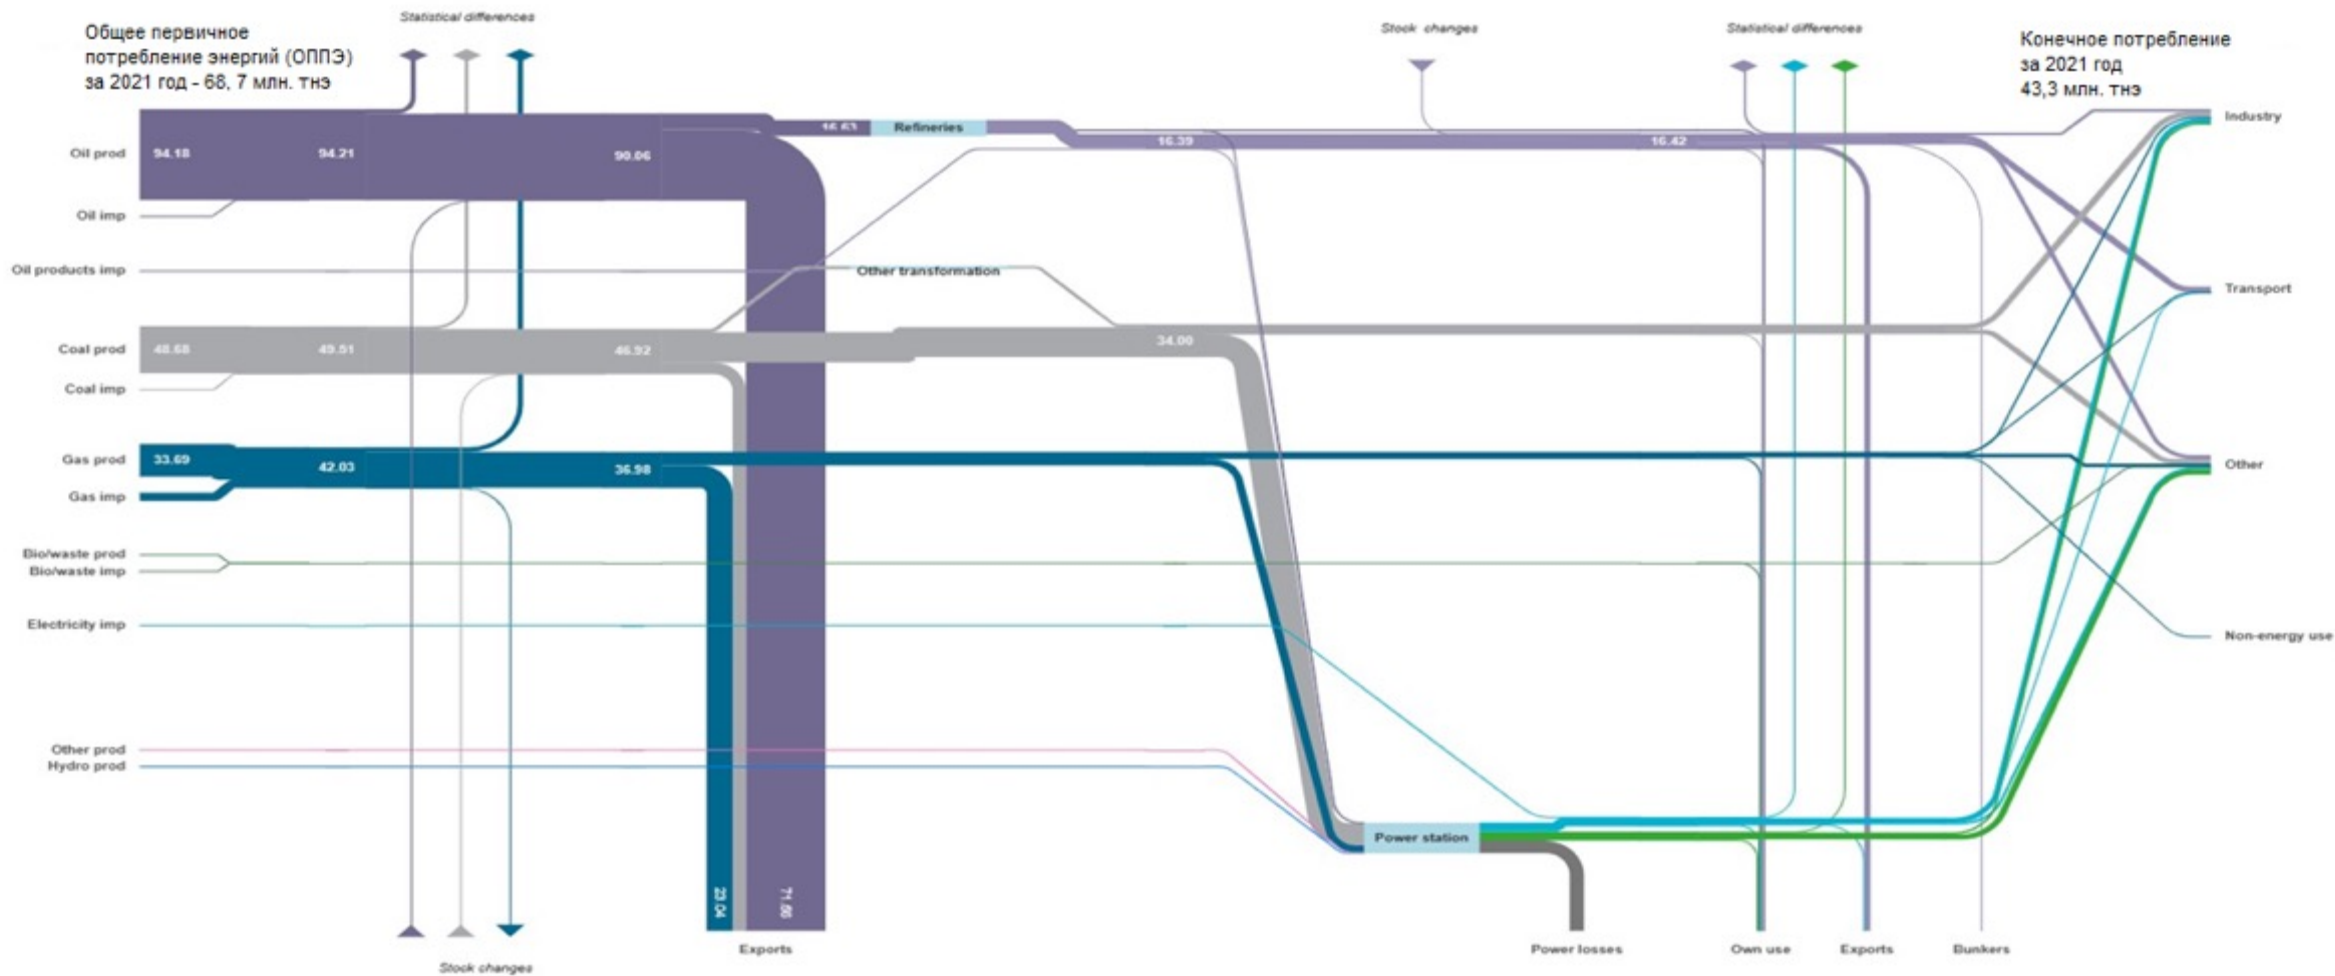 Statistical differences
Общее первичное
потребление энергий (ОППЭ)
за 2021 год - 68, 7 млн. тнэ
Stock changes
Statistical differences
Конечное потребление
за 2021 год
43,3 млн. тнэ
Industry
16.63
Refineries
16.39
16.42
Oil prod
94.18
94.21
90.06
Oil imp
Oil products imp
Other transformation
Transport
Coal prod
48.68
49.51
46.92
34.00
Coal imp
Gas prod
33.69
42.03
36.98
Other
Gas imp
Bio/waste prod
Bio/waste imp
Electricity imp
Non-energy use
Other prod
Hydro prod
Power station
23.04
Exports
Power losses
Own use
Exports
Bunkers
Stock changes